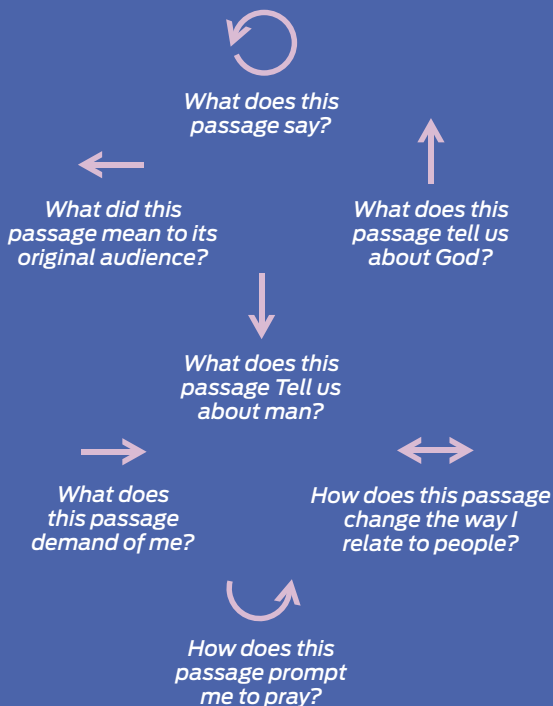 What does this
passage say?
What did this
passage mean to its
original audience?
What does this
passage tell us
about God?
What does this
passage Tell us
about man?
What does
this passage
demand of me?
How does this passage
change the way I
relate to people?
How does this
passage prompt
me to pray?